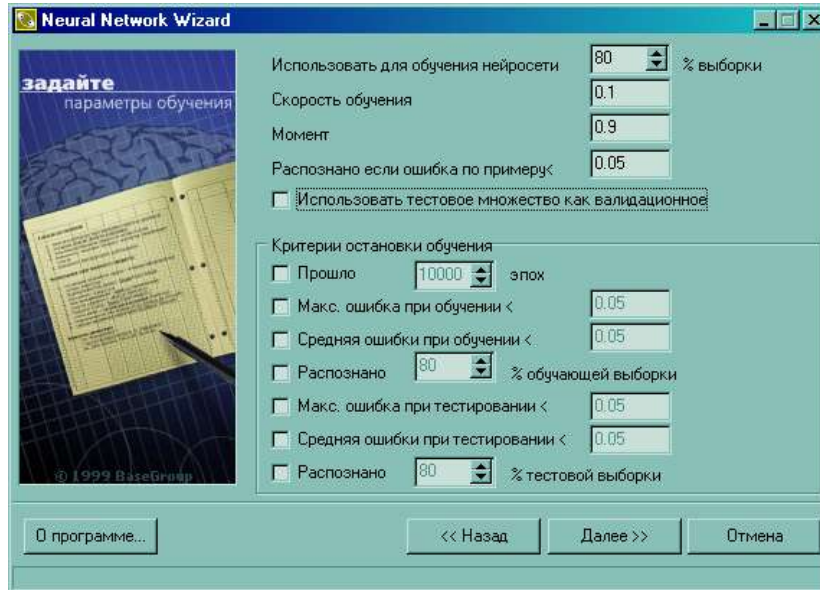 Neural Network Wizard
задайте
параметры обучения
Использовать для обучения нейросети 80 % выборки
Скорость обучения 0.1
Момент 0.9
Распознано если ошибка по примеру< 0.05
Использовать тестовое множество как валидационное
Критерии остановки обучения
Прошло 10000 эпох
Макс. ошибка при обучении < 0.05
Средняя ошибки при обучении < 0.05
Распознано 80 % обучающей выборки
Макс. ошибка при тестировании < 0.05
Средняя ошибки при тестировании < 0.05
Распознано 80 % тестовой выборки
© 1999 BaseGroup
О программе...
<< Назад
Далее >>
Отмена